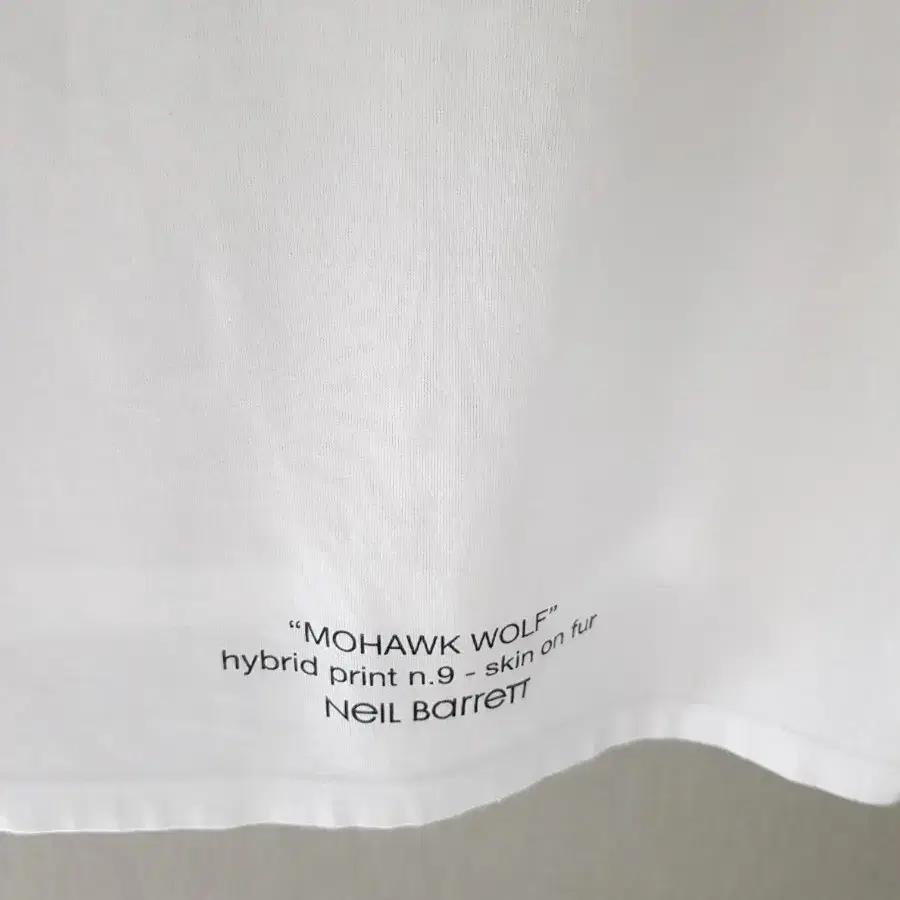 “MOHAWK WOLF”
hybrid print n.9 - skin on fur
NeIL Barrett